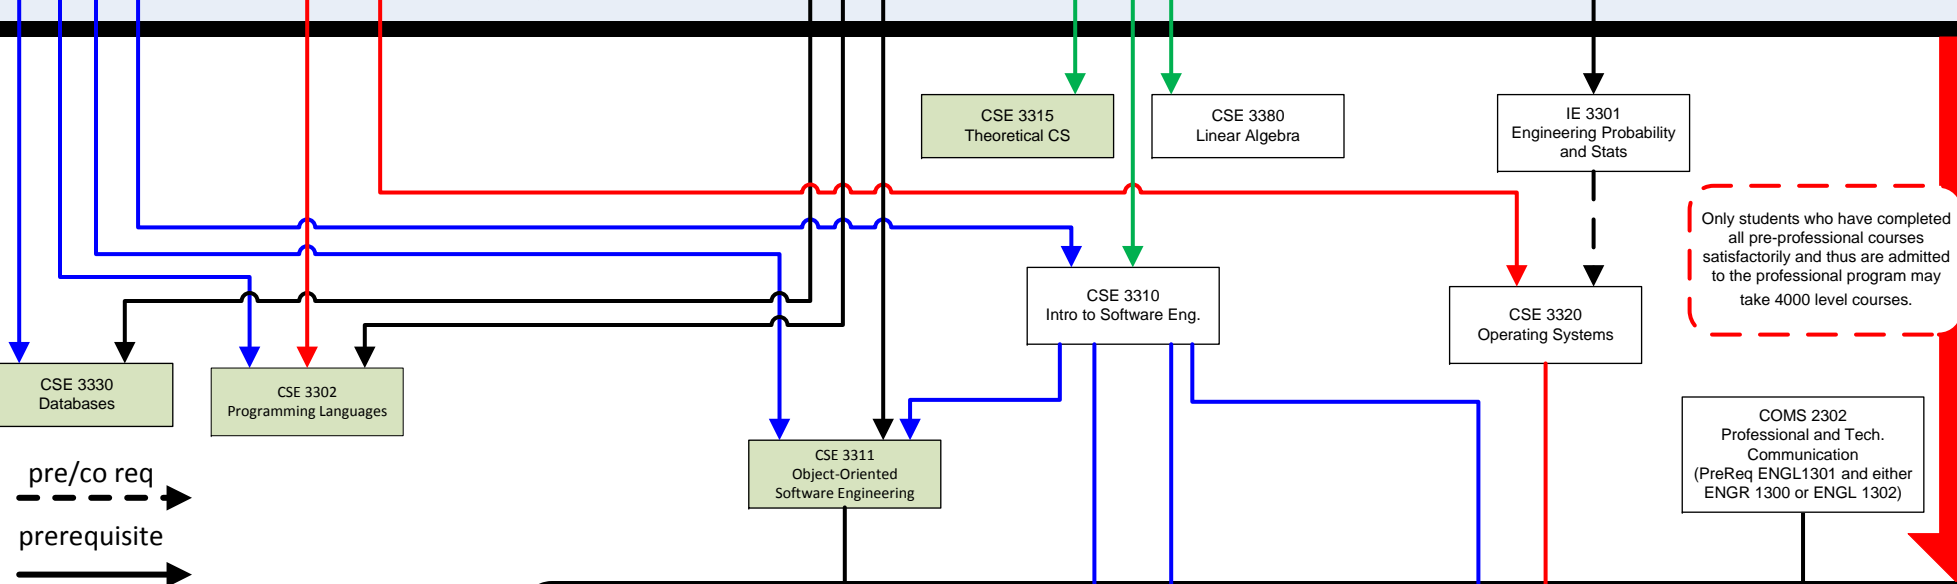 CSE 3315
Theoretical CS
CSE 3380
Linear Algebra
IE 3301
Engineering Probability
and Stats
Only students who have completed
all pre-professional courses
satisfactorily and thus are admitted
to the professional program may
take 4000 level courses.
CSE 3310
Intro to Software Eng.
CSE 3320
Operating Systems
CSE 3330
Databases
CSE 3302
Programming Languages
COMS 2302
Professional and Tech.
Communication
(PreReq ENGL1301 and either
ENGR 1300 or ENGL 1302)
CSE 3311
Object-Oriented
Software Engineering
pre/co req
prerequisite